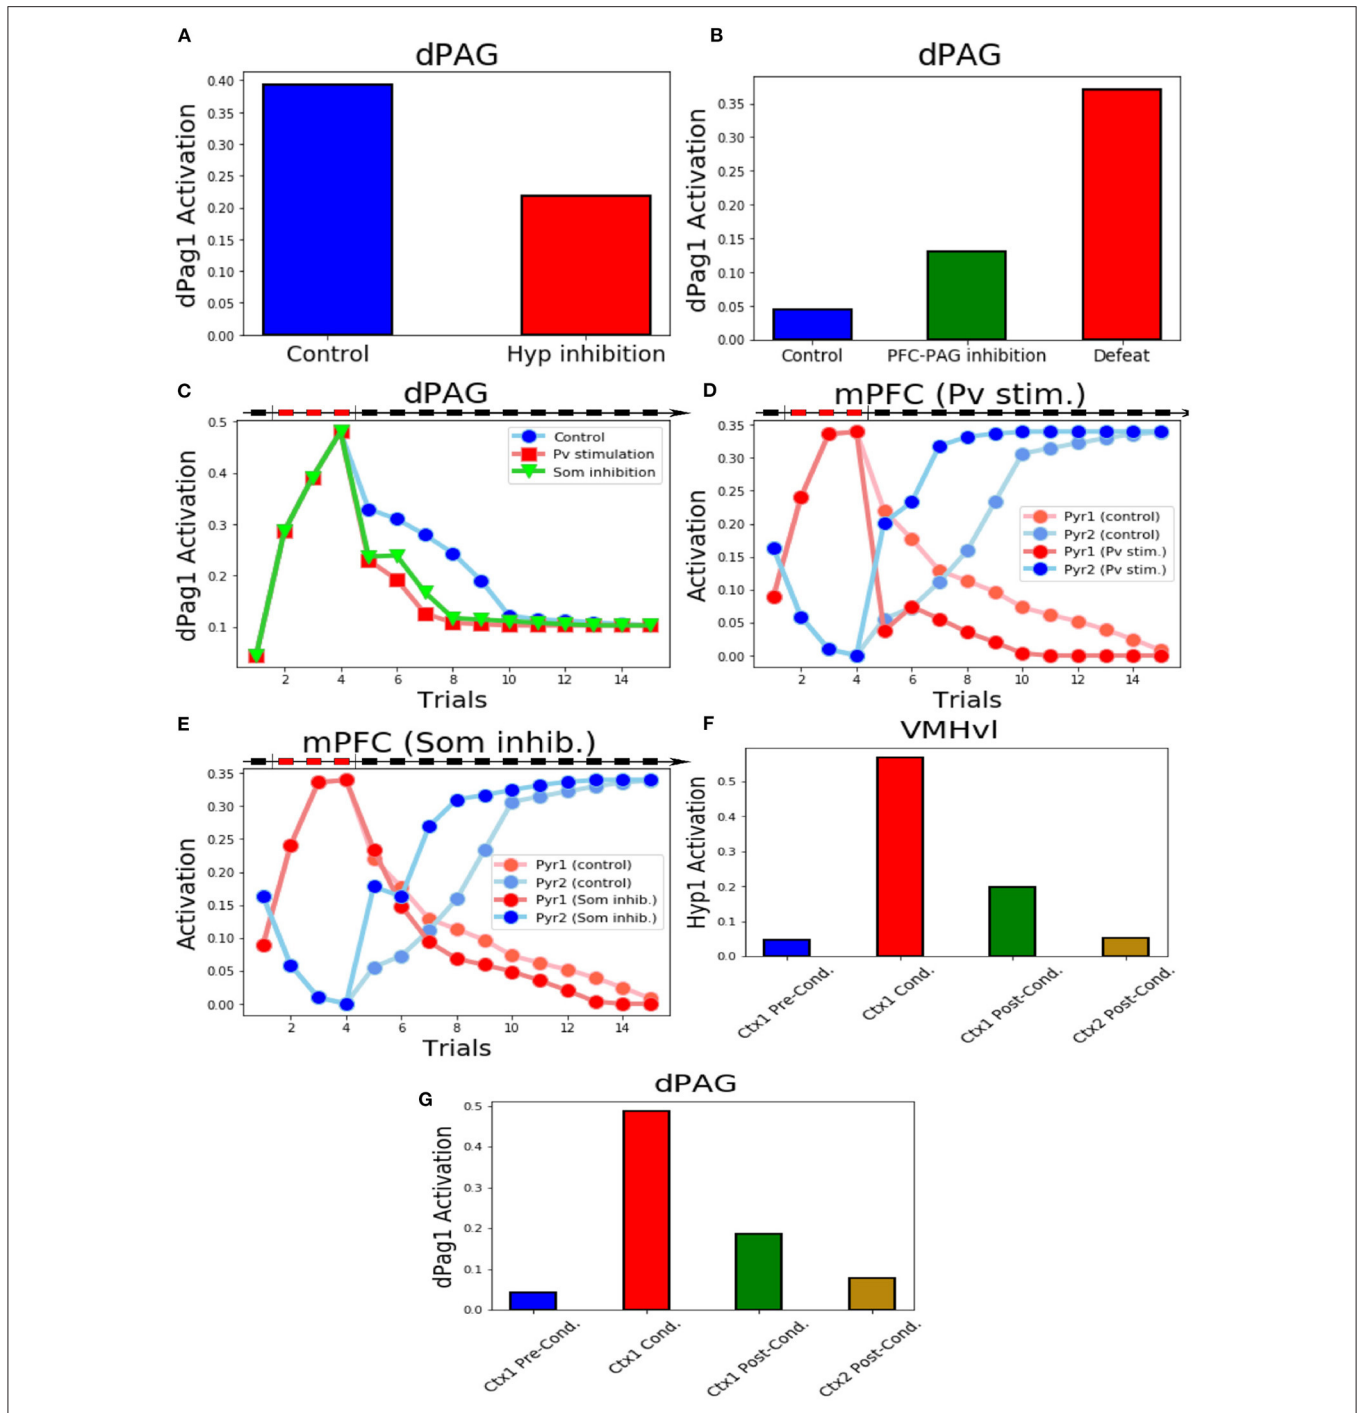 A
dPAG
dPag1 Activation
0.40
0.35
0.30
0.25
0.20
0.15
0.10
0.05
0.00
Control
Hyp inhibition
B
dPAG
dPag1 Activation
0.35
0.30
0.25
0.20
0.15
0.10
0.05
0.00
Control
PFC-PAG inhibition
Defeat
C
dPAG
dPag1 Activation
0.5
0.4
0.3
0.2
0.1
Control
Pv stimulation
Som inhibition
2 4 6 8 10 12 14
Trials
D
mPFC (Pv stim.)
Activation
0.35
0.30
0.25
0.20
0.15
0.10
0.05
0.00
Pyr1 (control)
Pyr2 (control)
Pyr1 (Pv stim.)
Pyr2 (Pv stim.)
2 4 6 8 10 12 14
Trials
E
mPFC (Som inhib.)
Activation
0.35
0.30
0.25
0.20
0.15
0.10
0.05
0.00
Pyr1 (control)
Pyr2 (control)
Pyr1 (Som inhib.)
Pyr2 (Som inhib.)
2 4 6 8 10 12 14
Trials
F
VMHvl
Hyp1 Activation
0.5
0.4
0.3
0.2
0.1
0.0
Ctx1 Pre-Cond.
Ctx1 Cond.
Ctx1 Post-Cond.
Ctx2 Post-Cond.
G
dPAG
dPag1 Activation
0.5
0.4
0.3
0.2
0.1
0.0
Ctx1 Pre-Cond.
Ctx1 Cond.
Ctx1 Post-Cond.
Ctx2 Post-Cond.